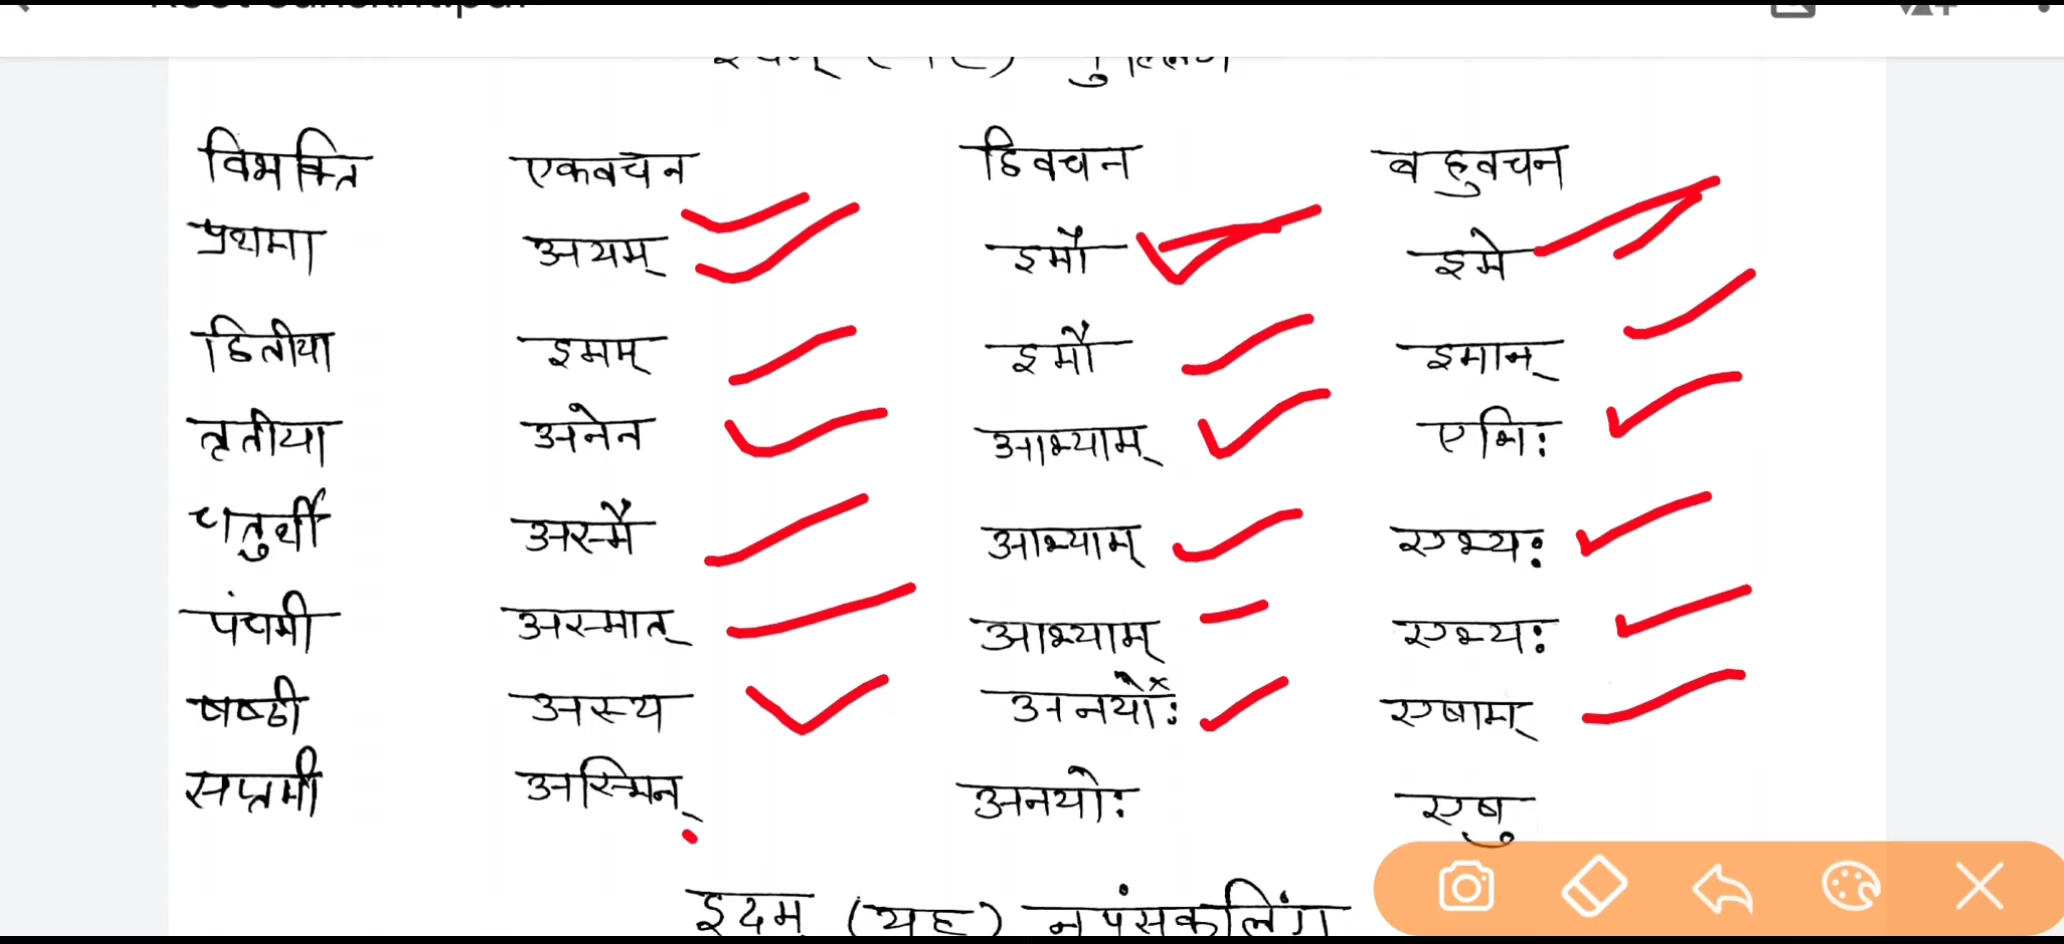 विभक्ति एकवचन द्विवचन बहुवचन
प्रथमा अयम् इमौ इमे
द्वितीया इमम् इमौ इमान्
तृतीया अनेन आभ्याम् एभिः
चतुर्थी अस्मै आभ्याम् एभ्यः
पंचमी अस्मात् आभ्याम् एभ्यः
षष्ठी अस्य अनयोः एषाम्
सप्तमी अस्मिन् अनयोः एषु
इदम् (यह) नपंसकलिंग